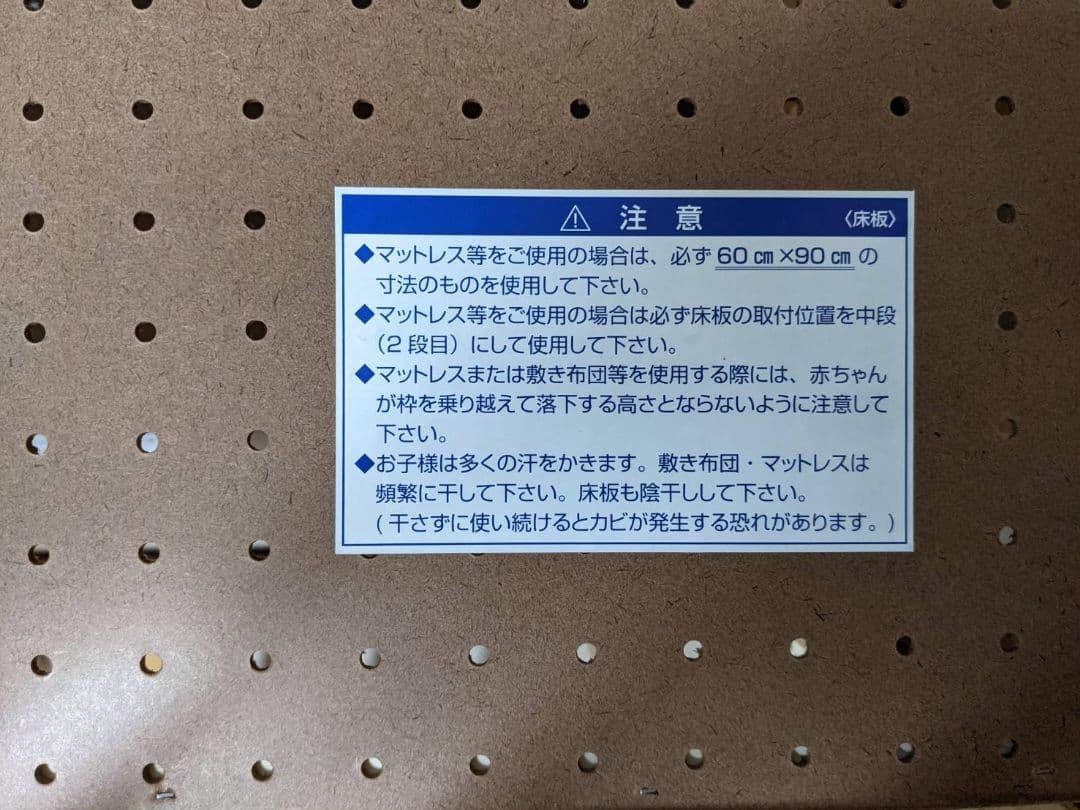 ⚠ 注意 〈床板〉
◆マットレス等をご使用の場合は、必ず 60㎝×90㎝ の
寸法のものを使用して下さい。
◆マットレス等をご使用の場合は必ず床板の取付位置を中段
（2段目）にして使用して下さい。
◆マットレスまたは敷き布団等を使用する際には、赤ちゃん
が枠を乗り越えて落下する高さとならないように注意して
下さい。
◆お子様は多くの汗をかきます。敷き布団・マットレスは
頻繁に干して下さい。床板も陰干しして下さい。
(干さずに使い続けるとカビが発生する恐れがあります。)